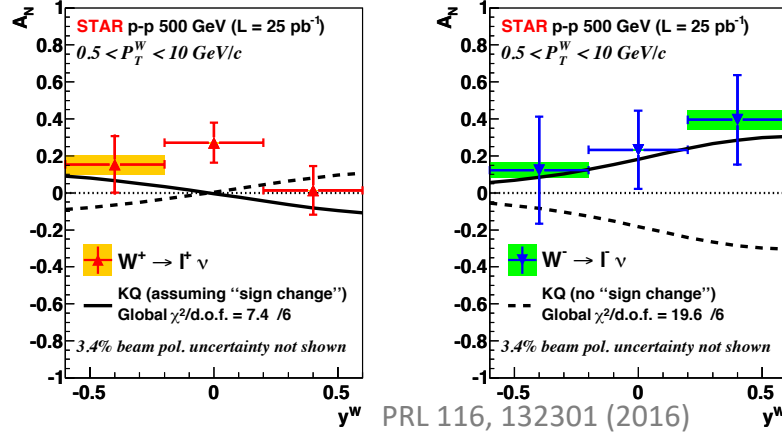 A_N
STAR p-p 500 GeV (L = 25 pb⁻¹)
0.5 < P_T^W < 10 GeV/c
1
0.8
0.6
0.4
0.2
0
-0.2
-0.4
-0.6
-0.8
-1
W⁺ → l⁺ ν
KQ (assuming “sign change”)
Global χ²/d.o.f. = 7.4 /6
3.4% beam pol. uncertainty not shown
-0.5
0
0.5
y^W
A_N
STAR p-p 500 GeV (L = 25 pb⁻¹)
0.5 < P_T^W < 10 GeV/c
1
0.8
0.6
0.4
0.2
0
-0.2
-0.4
-0.6
-0.8
-1
W⁻ → l⁻ ν
KQ (no “sign change”)
Global χ²/d.o.f. = 19.6 /6
3.4% beam pol. uncertainty not shown
-0.5
0
0.5
y^W
PRL 116, 132301 (2016)